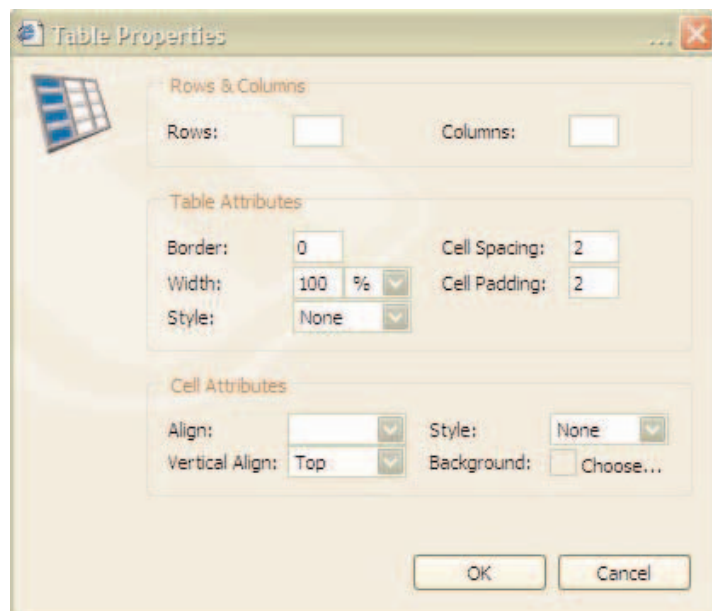 Table Properties ...
Rows & Columns
Rows: Columns:
Table Attributes
Border: 0 Cell Spacing: 2
Width: 100 % Cell Padding: 2
Style: None
Cell Attributes
Align: Style: None
Vertical Align: Top Background: Choose...
OK Cancel